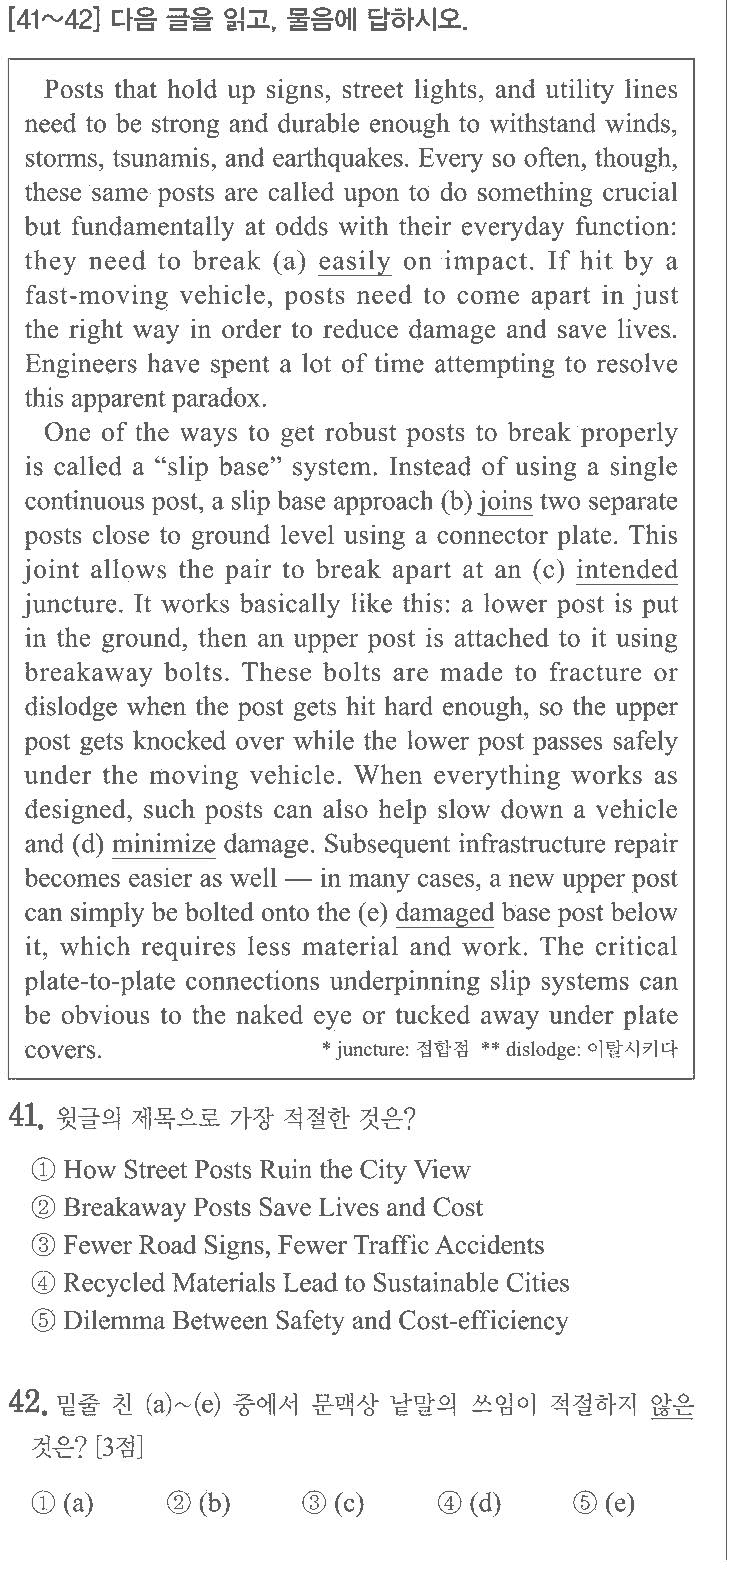 [41～42] 다음 글을 읽고, 물음에 답하시오.
Posts that hold up signs, street lights, and utility lines
need to be strong and durable enough to withstand winds,
storms, tsunamis, and earthquakes. Every so often, though,
these same posts are called upon to do something crucial
but fundamentally at odds with their everyday function:
they need to break (a) easily on impact. If hit by a
fast-moving vehicle, posts need to come apart in just
the right way in order to reduce damage and save lives.
Engineers have spent a lot of time attempting to resolve
this apparent paradox.
One of the ways to get robust posts to break properly
is called a “slip base” system. Instead of using a single
continuous post, a slip base approach (b) joins two separate
posts close to ground level using a connector plate. This
joint allows the pair to break apart at an (c) intended
juncture. It works basically like this: a lower post is put
in the ground, then an upper post is attached to it using
breakaway bolts. These bolts are made to fracture or
dislodge when the post gets hit hard enough, so the upper
post gets knocked over while the lower post passes safely
under the moving vehicle. When everything works as
designed, such posts can also help slow down a vehicle
and (d) minimize damage. Subsequent infrastructure repair
becomes easier as well — in many cases, a new upper post
can simply be bolted onto the (e) damaged base post below
it, which requires less material and work. The critical
plate-to-plate connections underpinning slip systems can
be obvious to the naked eye or tucked away under plate
covers. * juncture: 접합점 ** dislodge: 이탈시키다
41. 윗글의 제목으로 가장 적절한 것은?
① How Street Posts Ruin the City View
② Breakaway Posts Save Lives and Cost
③ Fewer Road Signs, Fewer Traffic Accidents
④ Recycled Materials Lead to Sustainable Cities
⑤ Dilemma Between Safety and Cost-efficiency
42. 밑줄 친 (a)～(e) 중에서 문맥상 낱말의 쓰임이 적절하지 않은
것은? [3점]
① (a) ② (b) ③ (c) ④ (d) ⑤ (e)